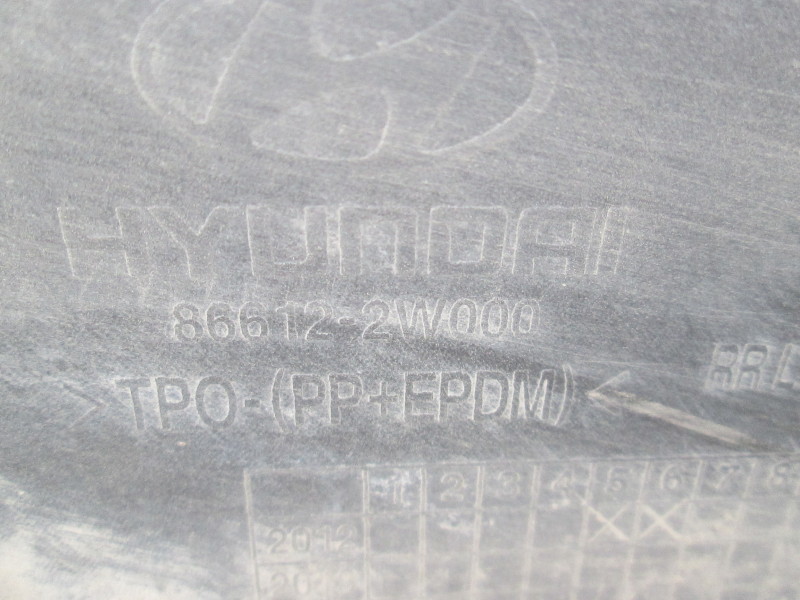 HYUNDAI
86612-2W000
>TPO-(PP+EPDM)<
RR L
1 2 3 4 5 6 7 8
2012 X X